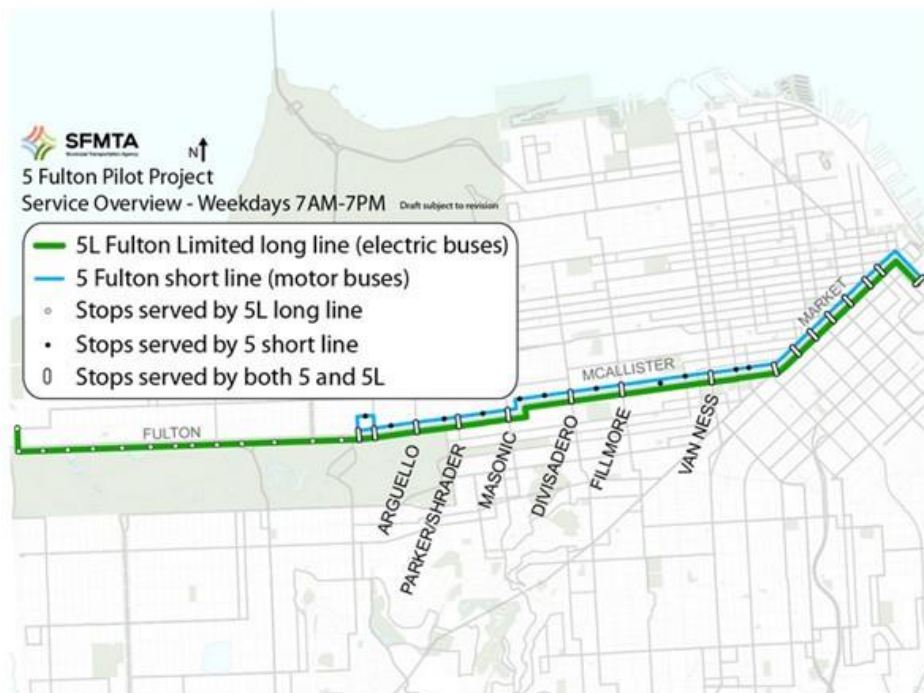 SFMTA
Municipal Transportation Agency
N
5 Fulton Pilot Project
Service Overview - Weekdays 7AM-7PM Draft subject to revision
5L Fulton Limited long line (electric buses)
5 Fulton short line (motor buses)
Stops served by 5L long line
Stops served by 5 short line
Stops served by both 5 and 5L
MARKET
MCALLISTER
FULTON
ARGUELLO
PARKER/SHRADER
MASONIC
DIVISADERO
FILLMORE
VAN NESS